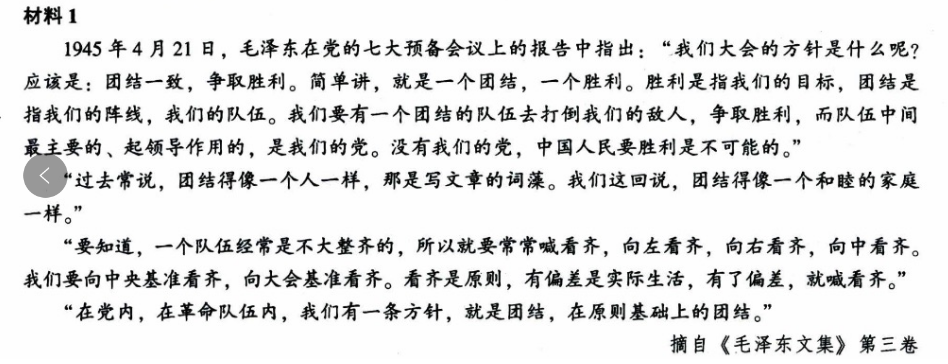 材料 1
1945 年 4 月 21 日，毛泽东在党的七大预备会议上的报告中指出：“我们大会的方针是什么呢？
应该是：团结一致，争取胜利。简单讲，就是一个团结，一个胜利。胜利是指我们的目标，团结是
指我们的阵线，我们的队伍。我们要有一个团结的队伍去打倒我们的敌人，争取胜利，而队伍中间
最主要的、起领导作用的，是我们的党。没有我们的党，中国人民要胜利是不可能的。”
“过去常说，团结得像一个人一样，那是写文章的词藻。我们这回说，团结得像一个和睦的家庭
一样。”
“要知道，一个队伍经常是不大整齐的，所以就要常常喊看齐，向左看齐，向右看齐，向中看齐。
我们要向中央基准看齐，向大会基准看齐。看齐是原则，有偏差是实际生活，有了偏差，就喊看齐。”
“在党内，在革命队伍内，我们有一条方针，就是团结，在原则基础上的团结。”
摘自《毛泽东文集》第三卷